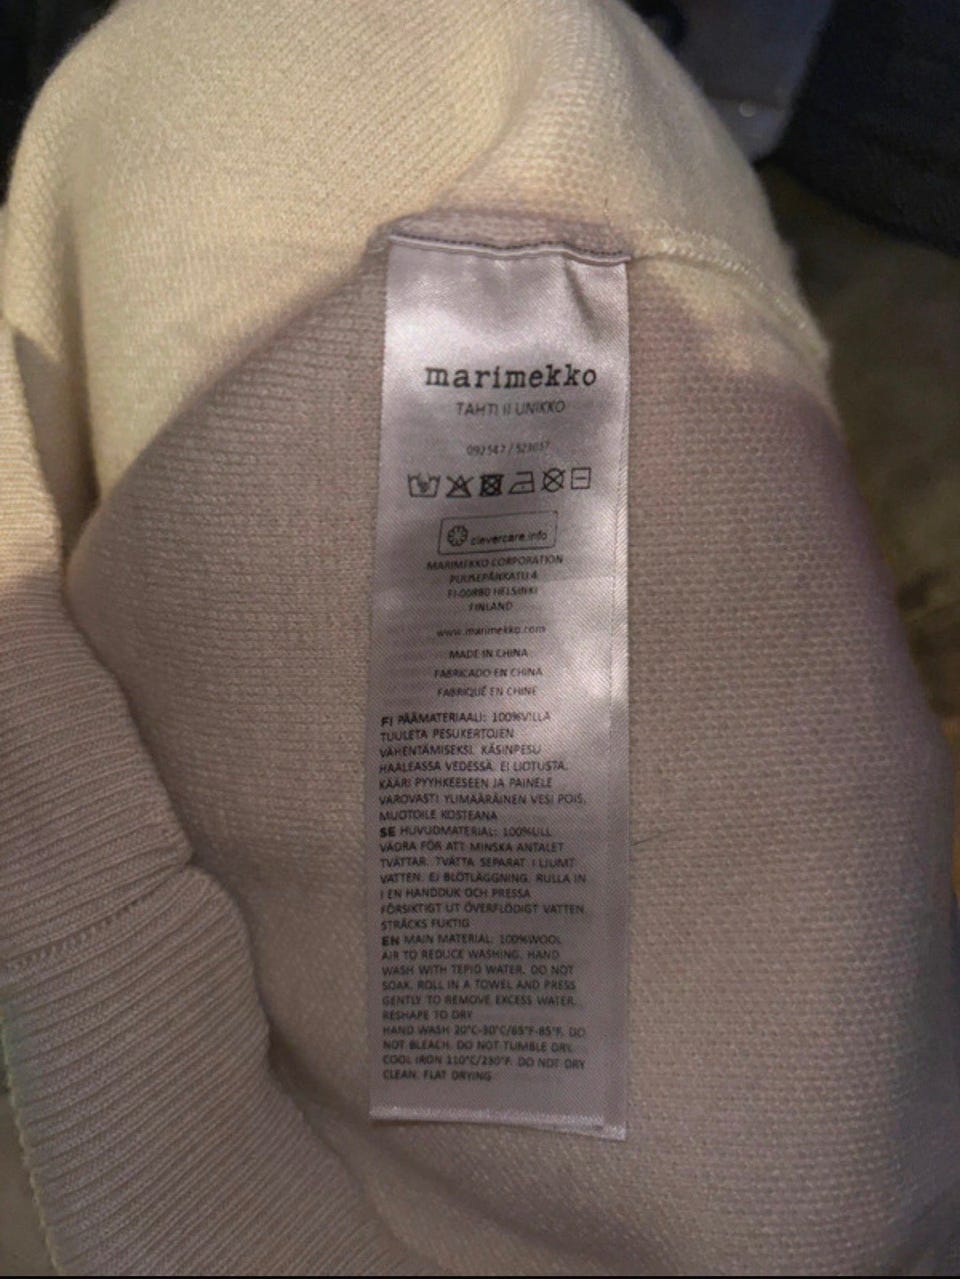 marimekko
TAHTI II UNIKKO
clevercare.info
MARIMEKKO CORPORATION
PUUSEPÄNKATU 4
FI-00880 HELSINKI
FINLAND
www.marimekko.com
MADE IN CHINA
FABRICADO EN CHINA
FABRIQUÉ EN CHINE
FI PÄÄMATERIAALI: 100%VILLA
TUULETA PESUKERTOJEN
VÄHENTÄMISEKSI. KÄSINPESU
HAALEASSA VEDESSÄ. EI LIOTUSTA.
KÄÄRI PYYHKEESEEN JA PAINELE
VAROVASTI YLIMÄÄRÄINEN VESI POIS.
MUOTOILE KOSTEANA
SE HUVUDMATERIAL: 100%ULL
VÄDRA FÖR ATT MINSKA ANTALET
TVÄTTAR. TVÄTTA SEPARAT I LJUMT
VATTEN. EJ BLÖTLÄGGNING. RULLA IN
I EN HANDDUK OCH PRESSA
FÖRSIKTIGT UT ÖVERFLÖDIGT VATTEN.
STRÄCKS FUKTIG
EN MAIN MATERIAL: 100%WOOL
AIR TO REDUCE WASHING. HAND
WASH WITH TEPID WATER. DO NOT
SOAK. ROLL IN A TOWEL AND PRESS
GENTLY TO REMOVE EXCESS WATER.
RESHAPE TO DRY
HAND WASH 20°C-30°C/65°F-85°F. DO
NOT BLEACH. DO NOT TUMBLE DRY.
COOL IRON 110°C/230°F. DO NOT DRY
CLEAN. FLAT DRYING